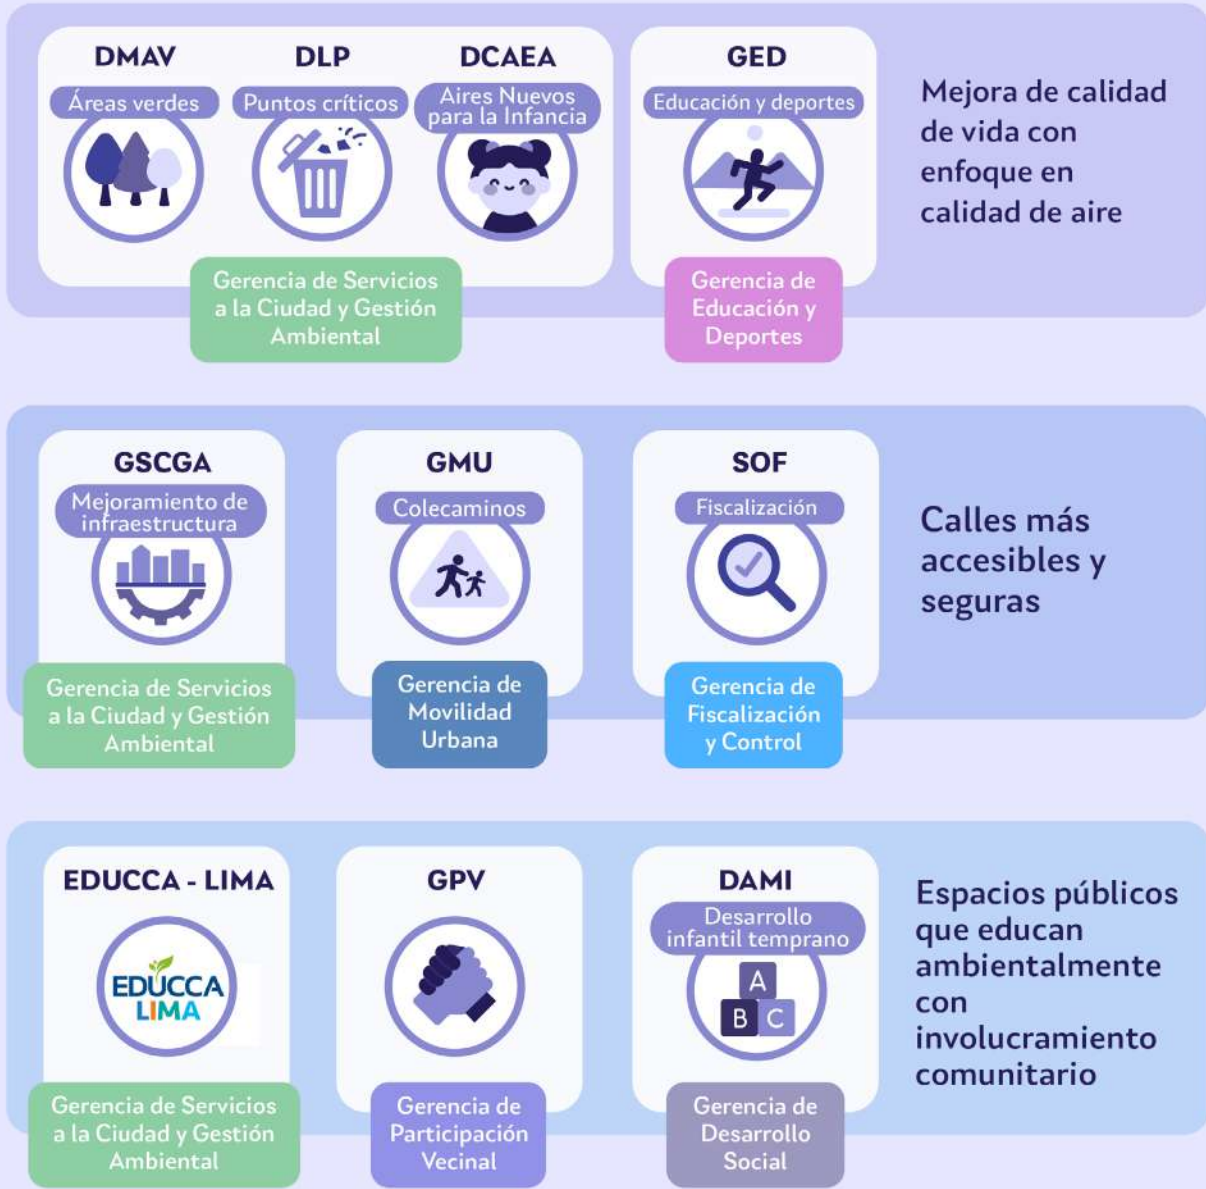 DMAV
Áreas verdes
DLP
Puntos críticos
DCAEA
Aires Nuevos
para la Infancia
Gerencia de Servicios
a la Ciudad y Gestión
Ambiental
GED
Educación y deportes
Gerencia de
Educación y
Deportes
Mejora de calidad
de vida con
enfoque en
calidad de aire
GSCGA
Mejoramiento de
infraestructura
Gerencia de Servicios
a la Ciudad y Gestión
Ambiental
GMU
Colecaminos
Gerencia de
Movilidad
Urbana
SOF
Fiscalización
Gerencia de
Fiscalización
y Control
Calles más
accesibles y
seguras
EDUCCA - LIMA
EDUCCA
LIMA
Gerencia de Servicios
a la Ciudad y Gestión
Ambiental
GPV
Gerencia de
Participación
Vecinal
DAMI
Desarrollo
infantil temprano
A
B C
Gerencia de
Desarrollo
Social
Espacios públicos
que educan
ambientalmente
con
involucramiento
comunitario